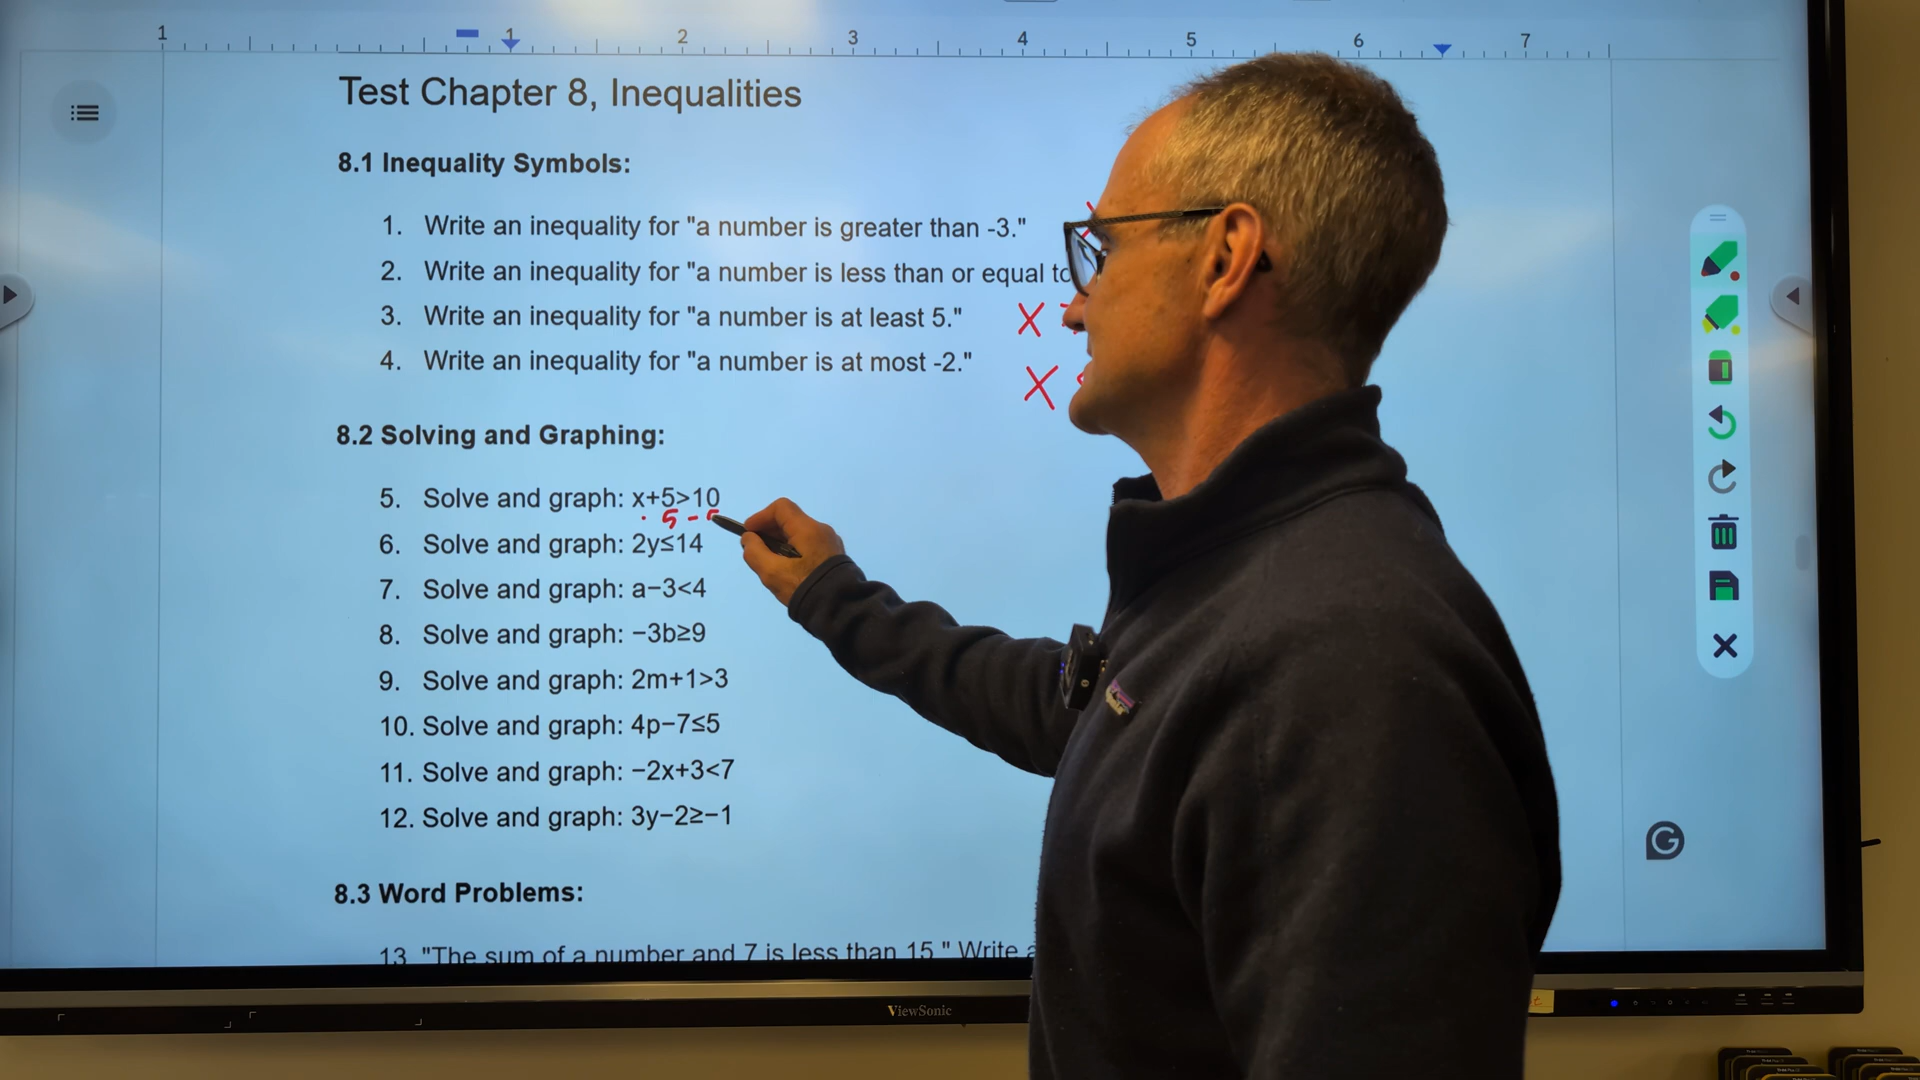 1 1 2 3 4 5 6 7
Test Chapter 8, Inequalities
8.1 Inequality Symbols:
1. Write an inequality for "a number is greater than -3."
2. Write an inequality for "a number is less than or equal to
3. Write an inequality for "a number is at least 5." X
4. Write an inequality for "a number is at most -2." X
8.2 Solving and Graphing:
5. Solve and graph: x+5>10
- 5 - 5
6. Solve and graph: 2y≤14
7. Solve and graph: a−3<4
8. Solve and graph: −3b≥9
9. Solve and graph: 2m+1>3
10. Solve and graph: 4p−7≤5
11. Solve and graph: −2x+3<7
12. Solve and graph: 3y−2≥−1
8.3 Word Problems:
13 "The sum of a number and 7 is less than 15." Write
ViewSonic